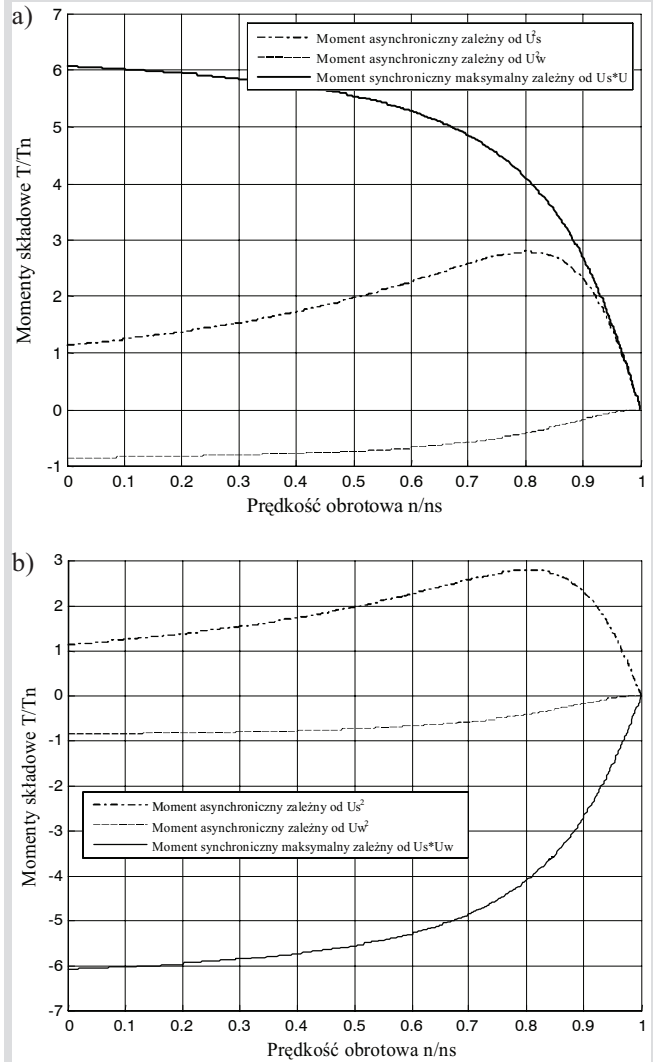 a)
7
6
5
4
3
2
1
0
-1
Momenty składowe T/Tn
Moment asynchroniczny zależny od U²s
Moment asynchroniczny zależny od U²w
Moment synchroniczny maksymalny zależny od Us*U
0 0.1 0.2 0.3 0.4 0.5 0.6 0.7 0.8 0.9 1
Prędkość obrotowa n/ns
b)
3
2
1
0
-1
-2
-3
-4
-5
-6
-7
Momenty składowe T/Tn
Moment asynchroniczny zależny od Us²
Moment asynchroniczny zależny od Uw²
Moment synchroniczny maksymalny zależny od Us*Uw
0 0.1 0.2 0.3 0.4 0.5 0.6 0.7 0.8 0.9 1
Prędkość obrotowa n/ns